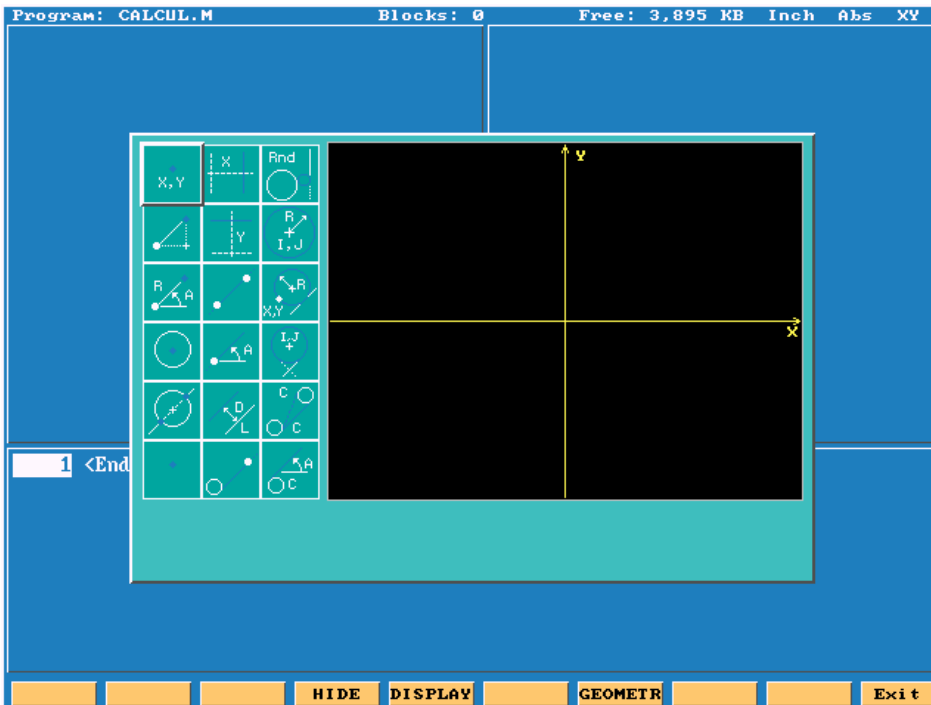 Program: CALCUL.M Blocks: 0 Free: 3,895 KB Inch Abs XY
X,Y X Rnd
Y R I,J
R A R X,Y
A I,J
D L C C
A C
Y
X
1 <End
HIDE DISPLAY GEOMETR Exit